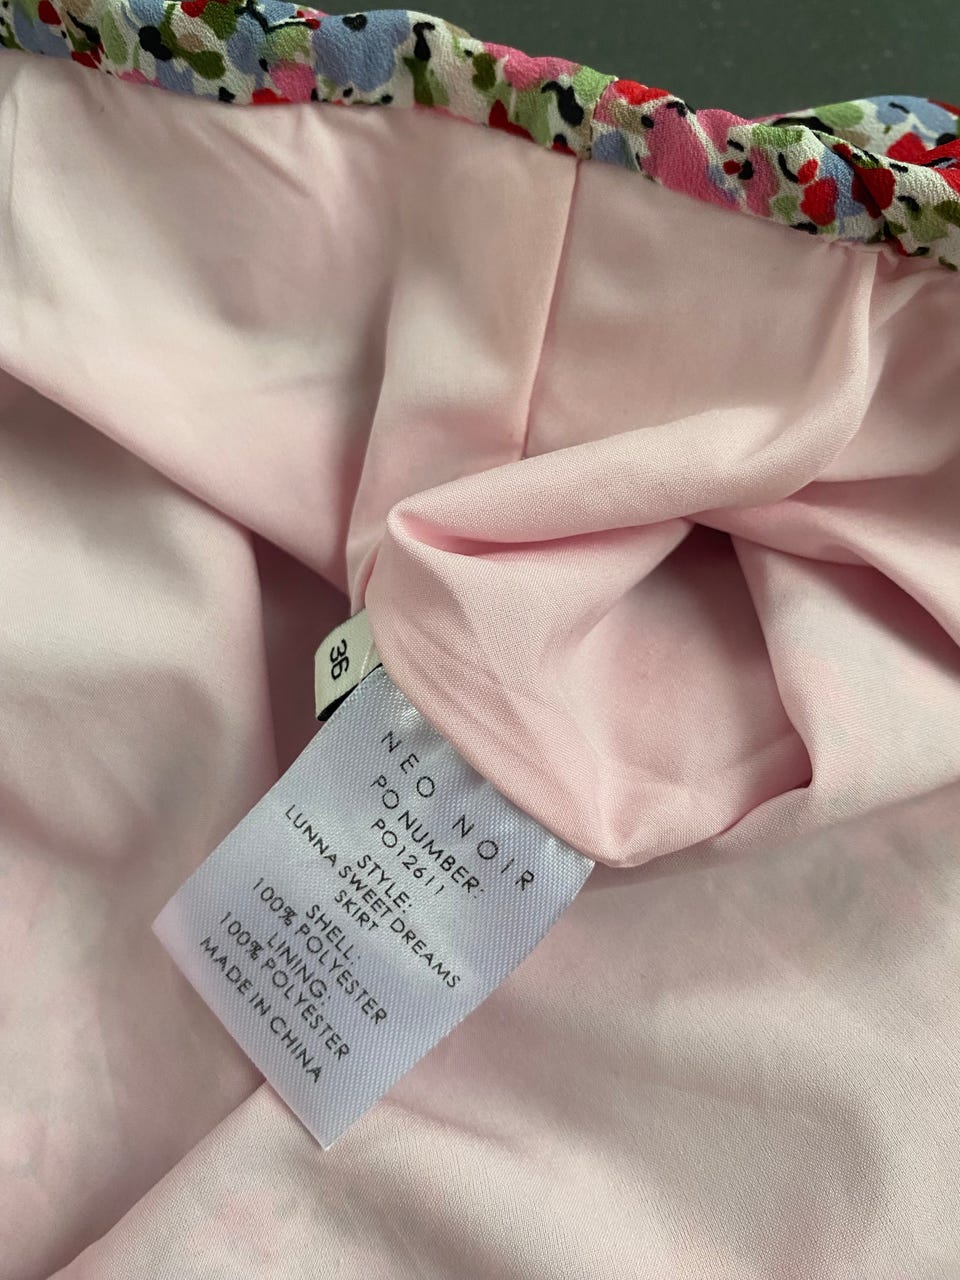 36
NEO NOIR
PO NUMBER:
PO12611
STYLE:
LUNNA SWEET DREAMS
SKIRT
SHELL:
100% POLYESTER
LINING:
100% POLYESTER
MADE IN CHINA